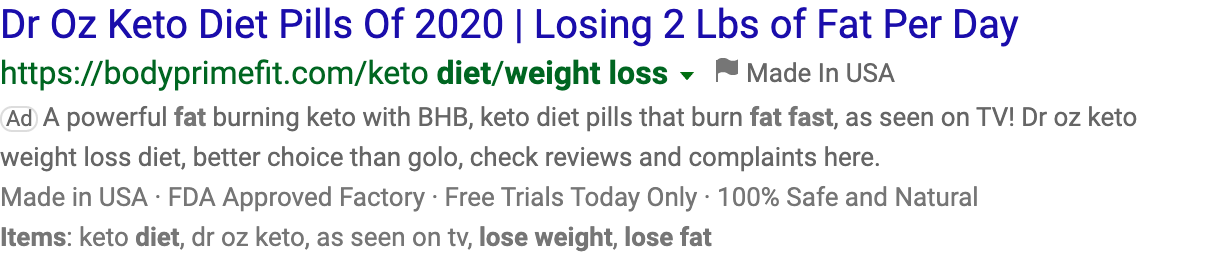 Dr Oz Keto Diet Pills Of 2020 | Losing 2 Lbs of Fat Per Day
https://bodyprimefit.com/keto diet/weight loss Made In USA
Ad A powerful fat burning keto with BHB, keto diet pills that burn fat fast, as seen on TV! Dr oz keto
weight loss diet, better choice than golo, check reviews and complaints here.
Made in USA · FDA Approved Factory · Free Trials Today Only · 100% Safe and Natural
Items: keto diet, dr oz keto, as seen on tv, lose weight, lose fat